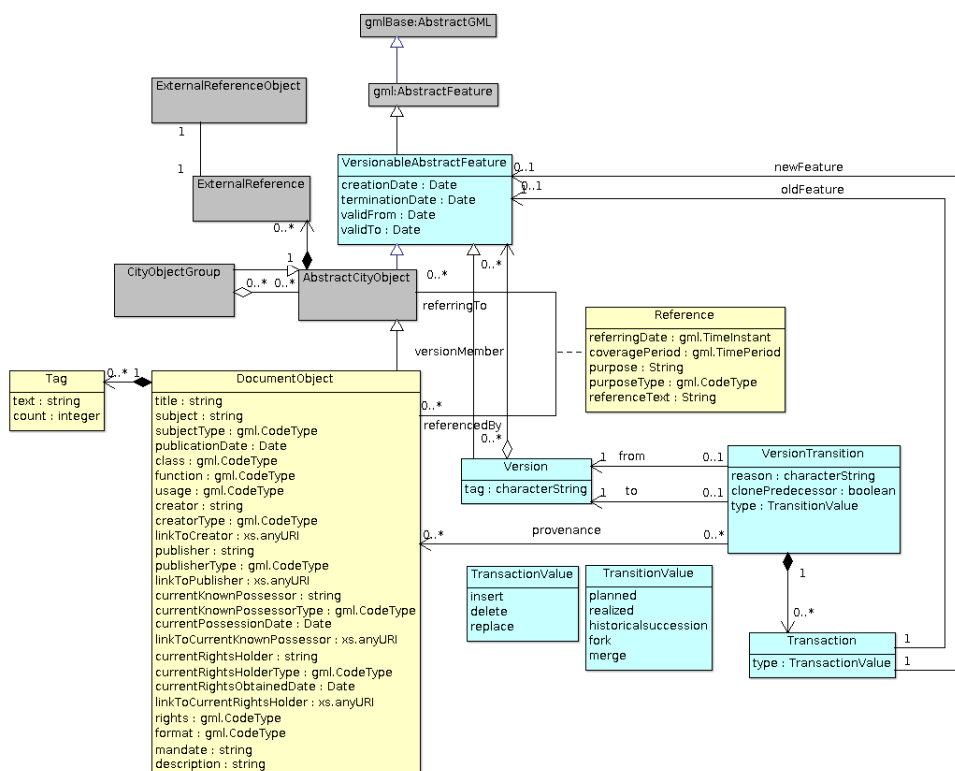 gmlBase:AbstractGML
gml:AbstractFeature
ExternalReferenceObject
1
1
ExternalReference
0..*
1
VersionableAbstractFeature
creationDate : Date
terminationDate : Date
validFrom : Date
validTo : Date
0..1
0..1
1
newFeature
oldFeature
CityObjectGroup
0..*
0..*
AbstractCityObject
0..*
referringTo
0..*
versionMember
Reference
referringDate : gml.TimeInstant
coveragePeriod : gml.TimePeriod
purpose : String
purposeType : gml.CodeType
referenceText : String
Tag
text : string
count : integer
0..*
1
DocumentObject
title : string
subject : string
subjectType : gml.CodeType
publicationDate : Date
class : gml.CodeType
function : gml.CodeType
usage : gml.CodeType
creator : string
creatorType : gml.CodeType
linkToCreator : xs.anyURI
publisher : string
publisherType : gml.CodeType
linkToPublisher : xs.anyURI
currentKnownPossessor : string
currentKnownPossessorType : gml.CodeType
currentPossessionDate : Date
linkToCurrentKnownPossessor : xs.anyURI
currentRightsHolder : string
currentRightsHolderType : gml.CodeType
currentRightsObtainedDate : Date
linkToCurrentRightsHolder : xs.anyURI
rights : gml.CodeType
format : gml.CodeType
mandate : string
description : string
0..*
referencedBy
0..*
Version
tag : characterString
1
from
0..1
1
to
0..1
VersionTransition
reason : characterString
clonePredecessor : boolean
type : TransitionValue
0..*
provenance
0..*
TransactionValue
insert
delete
replace
TransitionValue
planned
realized
historicalsuccession
fork
merge
1
0..*
Transaction
type : TransactionValue
1
1